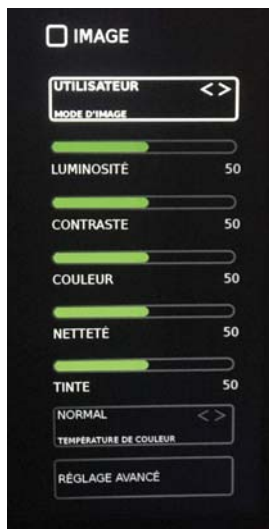 IMAGE
UTILISATEUR < >
MODE D'IMAGE
LUMINOSITÉ 50
CONTRASTE 50
COULEUR 50
NETTETÉ 50
TINTE 50
NORMAL < >
TEMPÉRATURE DE COULEUR
RÉGLAGE AVANCÉ